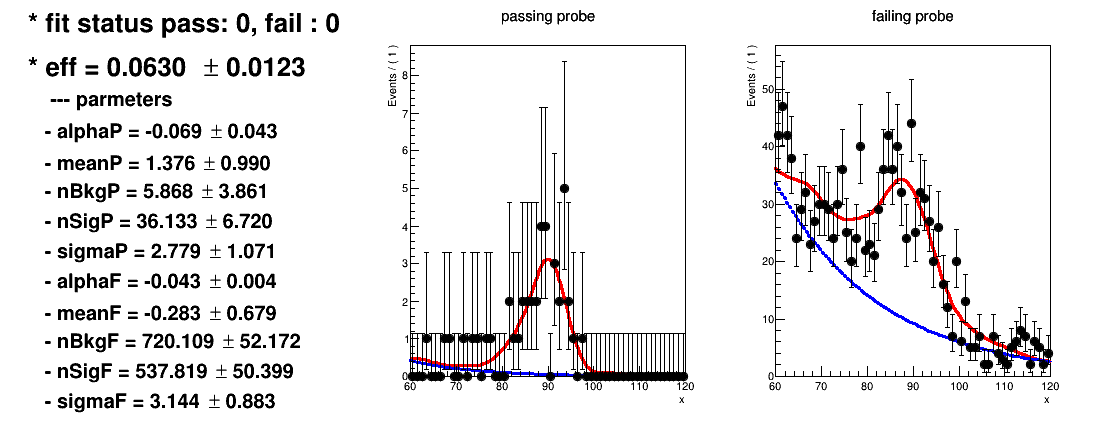 * fit status pass: 0, fail : 0
* eff = 0.0630 ± 0.0123
--- parmeters
- alphaP = -0.069 ± 0.043
- meanP = 1.376 ± 0.990
- nBkgP = 5.868 ± 3.861
- nSigP = 36.133 ± 6.720
- sigmaP = 2.779 ± 1.071
- alphaF = -0.043 ± 0.004
- meanF = -0.283 ± 0.679
- nBkgF = 720.109 ± 52.172
- nSigF = 537.819 ± 50.399
- sigmaF = 3.144 ± 0.883
passing probe
Events / ( 1 )
8
7
6
5
4
3
2
1
0
60 70 80 90 100 110 120
x
failing probe
Events / ( 1 )
50
40
30
20
10
0
60 70 80 90 100 110 120
x